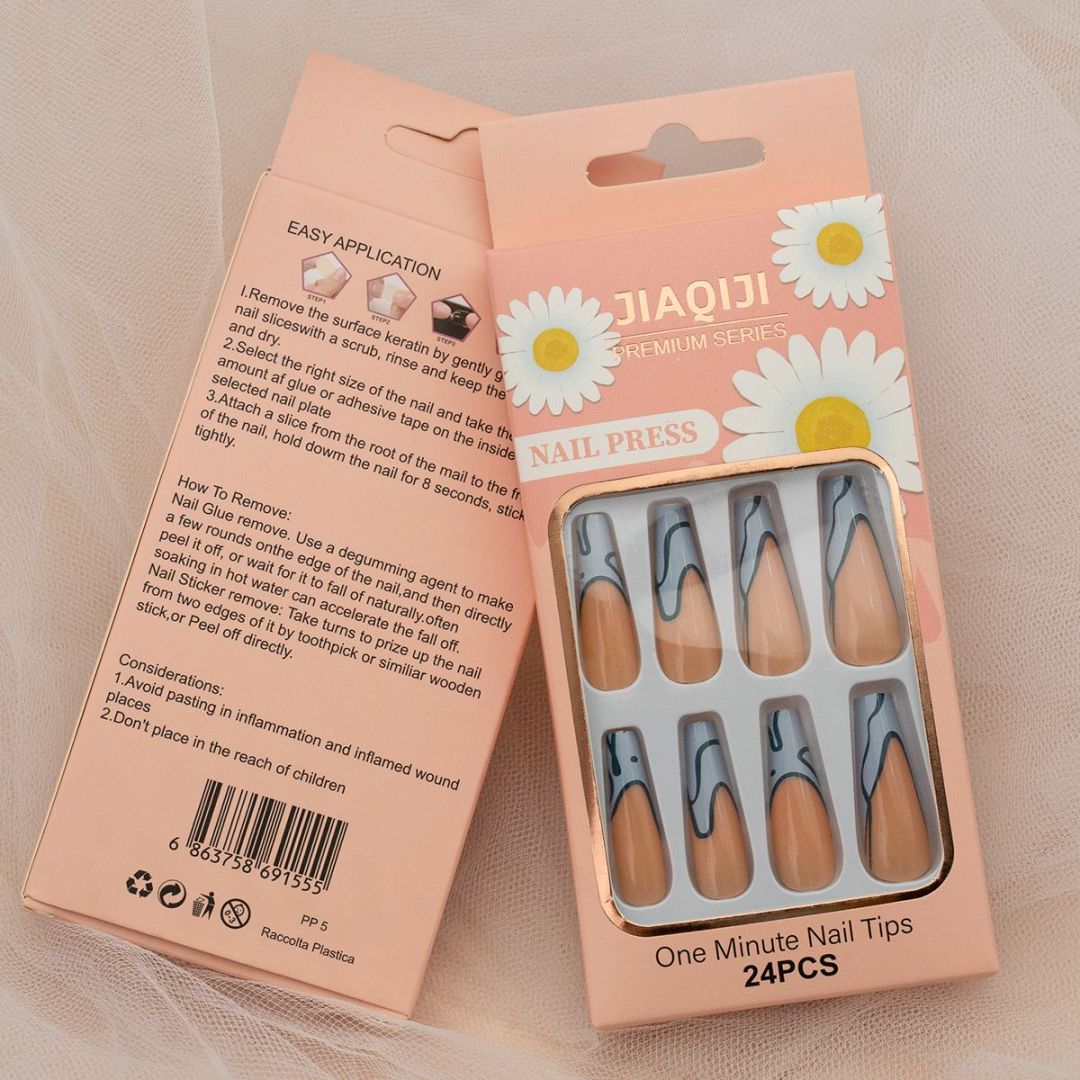 EASY APPLICATION
STEP1
STEP2
STEP3
I.Remove the surface keratin by gently
nail sliceswith a scrub, rinse and keep the
and dry.
2.Select the right size of the nail and take the
amount af glue or adhesive tape on the inside
selected nail plate
3.Attach a slice from the root of the mail to the
of the nail, hold dowm the nail for 8 seconds, stick
tightly.
How To Remove:
Nail Glue remove. Use a degumming agent to make
a few rounds onthe edge of the nail,and then directly
peel it off, or wait for it to fall of naturally.often
soaking in hot water can accelerate the fall off.
Nail Sticker remove: Take turns to prize up the nail
from two edges of it by toothpick or similiar wooden
stick,or Peel off directly.
Considerations:
1.Avoid pasting in inflammation and inflamed wound
places
2.Don't place in the reach of children
6 863758 691555
0-3
PP 5
Raccolta Plastica
JIAQIJI
PREMIUM SERIES
NAIL PRESS
One Minute Nail Tips
24PCS